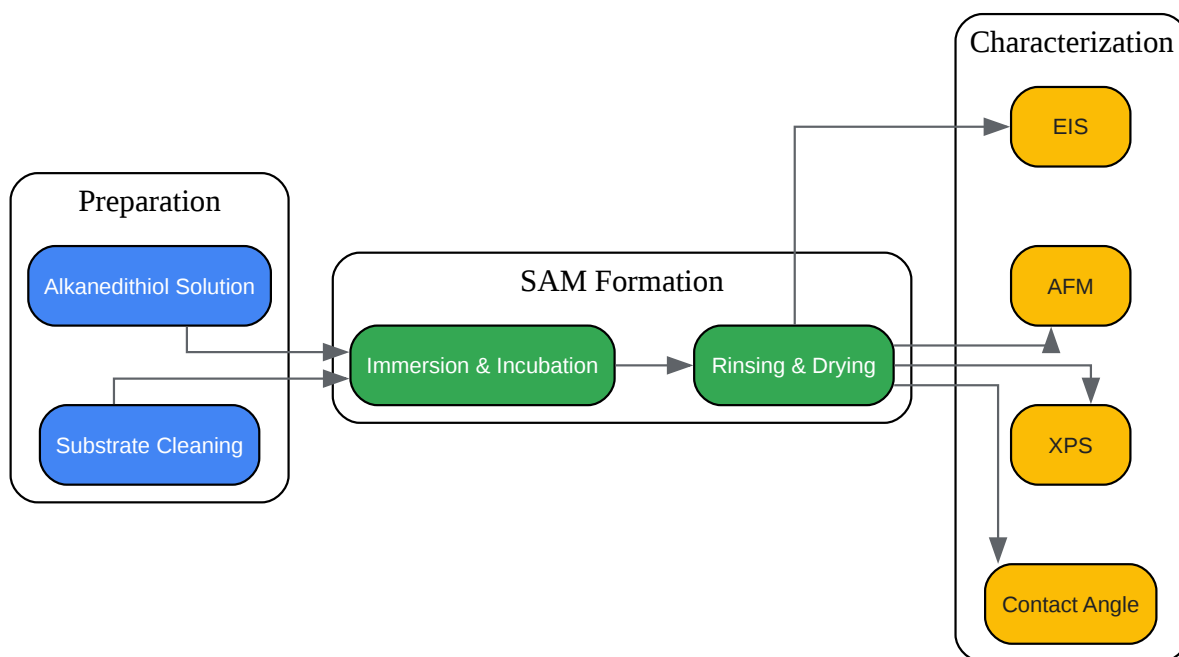 Preparation
Alkanedithiol Solution
Substrate Cleaning
SAM Formation
Immersion & Incubation
Rinsing & Drying
Characterization
EIS
AFM
XPS
Contact Angle